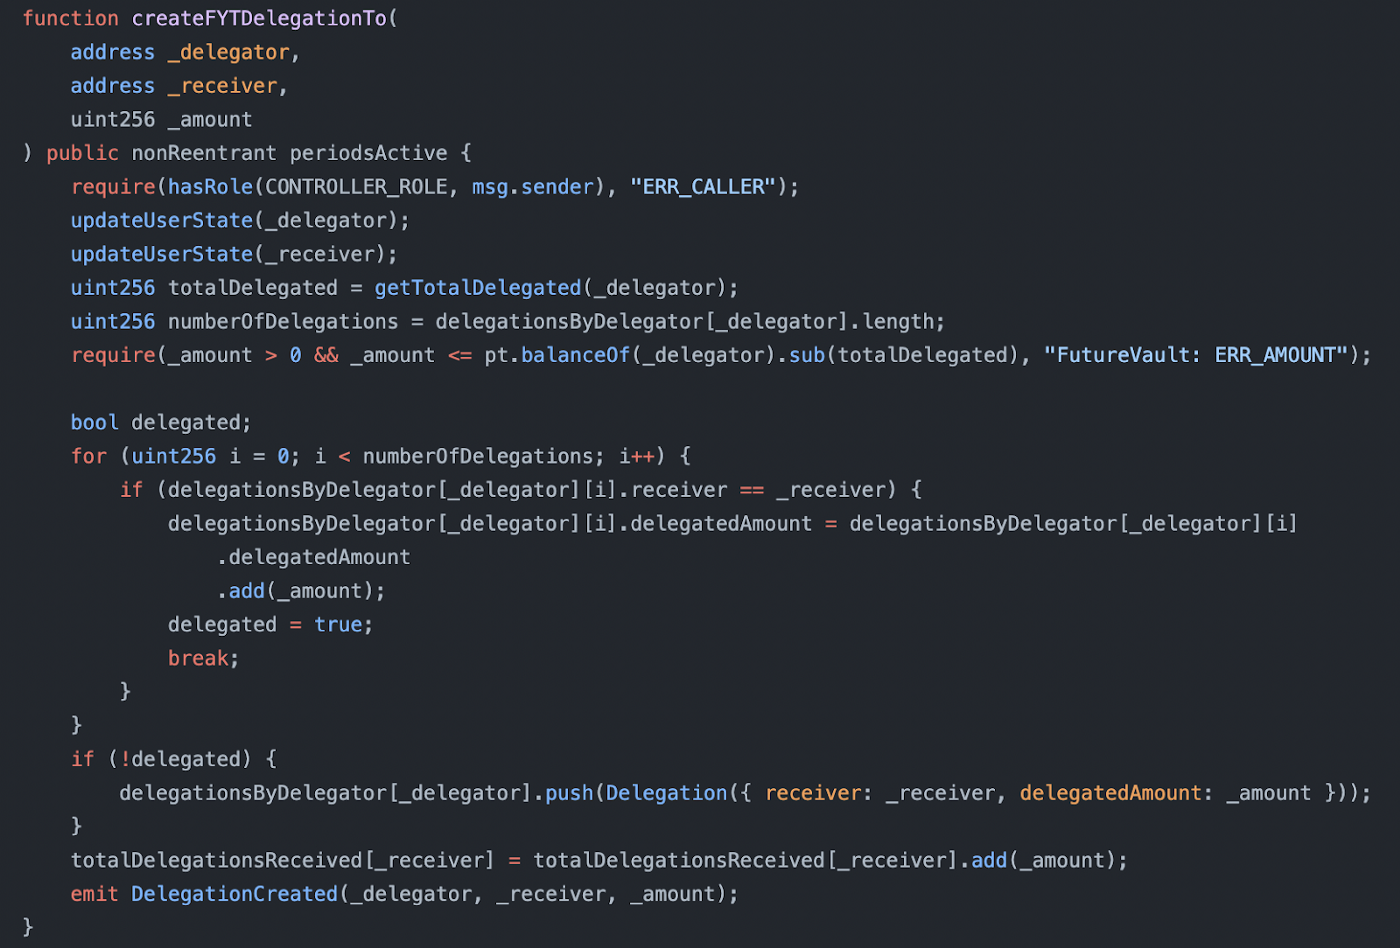 function createFYTDelegationTo(
    address _delegator,
    address _receiver,
    uint256 _amount
) public nonReentrant periodsActive {
    require(hasRole(CONTROLLER_ROLE, msg.sender), "ERR_CALLER");
    updateUserState(_delegator);
    updateUserState(_receiver);
    uint256 totalDelegated = getTotalDelegated(_delegator);
    uint256 numberOfDelegations = delegationsByDelegator[_delegator].length;
    require(_amount > 0 && _amount <= pt.balanceOf(_delegator).sub(totalDelegated), "FutureVault: ERR_AMOUNT");

    bool delegated;
    for (uint256 i = 0; i < numberOfDelegations; i++) {
        if (delegationsByDelegator[_delegator][i].receiver == _receiver) {
            delegationsByDelegator[_delegator][i].delegatedAmount = delegationsByDelegator[_delegator][i]
                .delegatedAmount
                .add(_amount);
            delegated = true;
            break;
        }
    }
    if (!delegated) {
        delegationsByDelegator[_delegator].push(Delegation({ receiver: _receiver, delegatedAmount: _amount }));
    }
    totalDelegationsReceived[_receiver] = totalDelegationsReceived[_receiver].add(_amount);
    emit DelegationCreated(_delegator, _receiver, _amount);
}